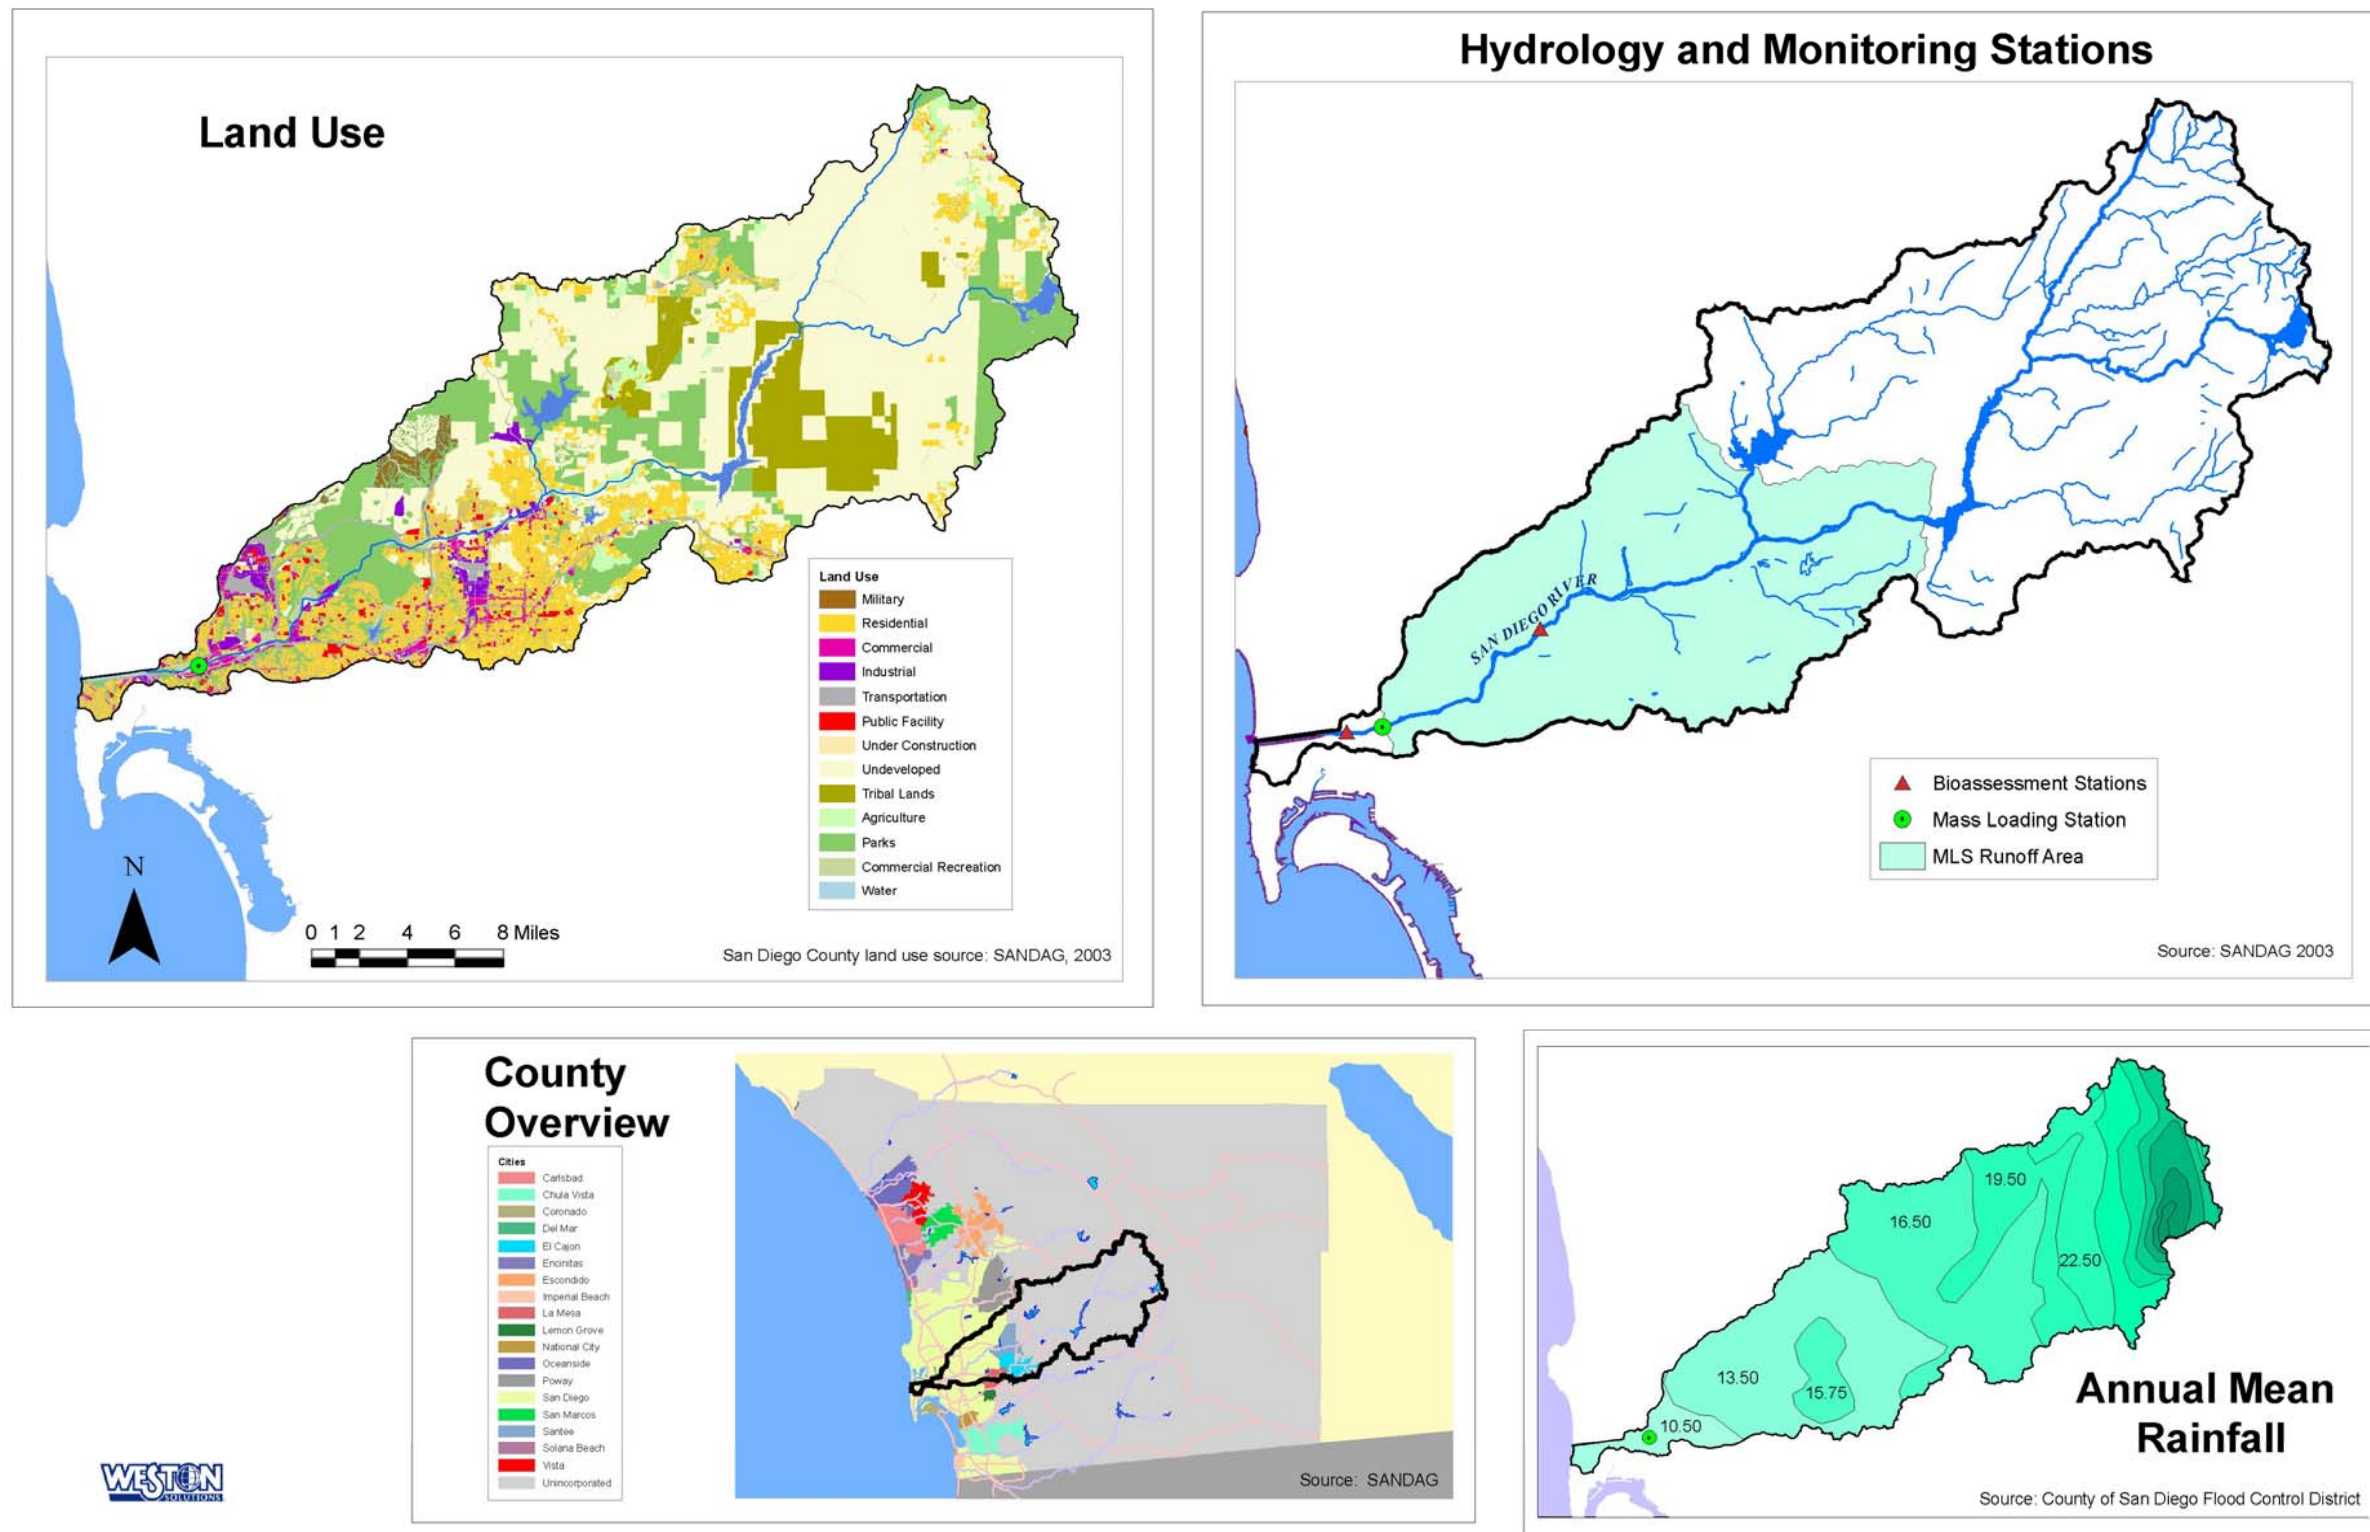 Land Use
N
0 1 2 4 6 8 Miles
Land Use
Military
Residential
Commercial
Industrial
Transportation
Public Facility
Under Construction
Undeveloped
Tribal Lands
Agriculture
Parks
Commercial Recreation
Water
San Diego County land use source: SANDAG, 2003
Hydrology and Monitoring Stations
SAN DIEGO RIVER
Bioassessment Stations
Mass Loading Station
MLS Runoff Area
Source: SANDAG 2003
County
Overview
Cities
Carlsbad
Chula Vista
Coronado
Del Mar
El Cajon
Encinitas
Escondido
Imperial Beach
La Mesa
Lemon Grove
National City
Oceanside
Poway
San Diego
San Marcos
Santee
Solana Beach
Vista
Unincorporated
Source: SANDAG
19.50
16.50
22.50
13.50
15.75
10.50
Annual Mean
Rainfall
Source: County of San Diego Flood Control District
WESTON
SOLUTIONS